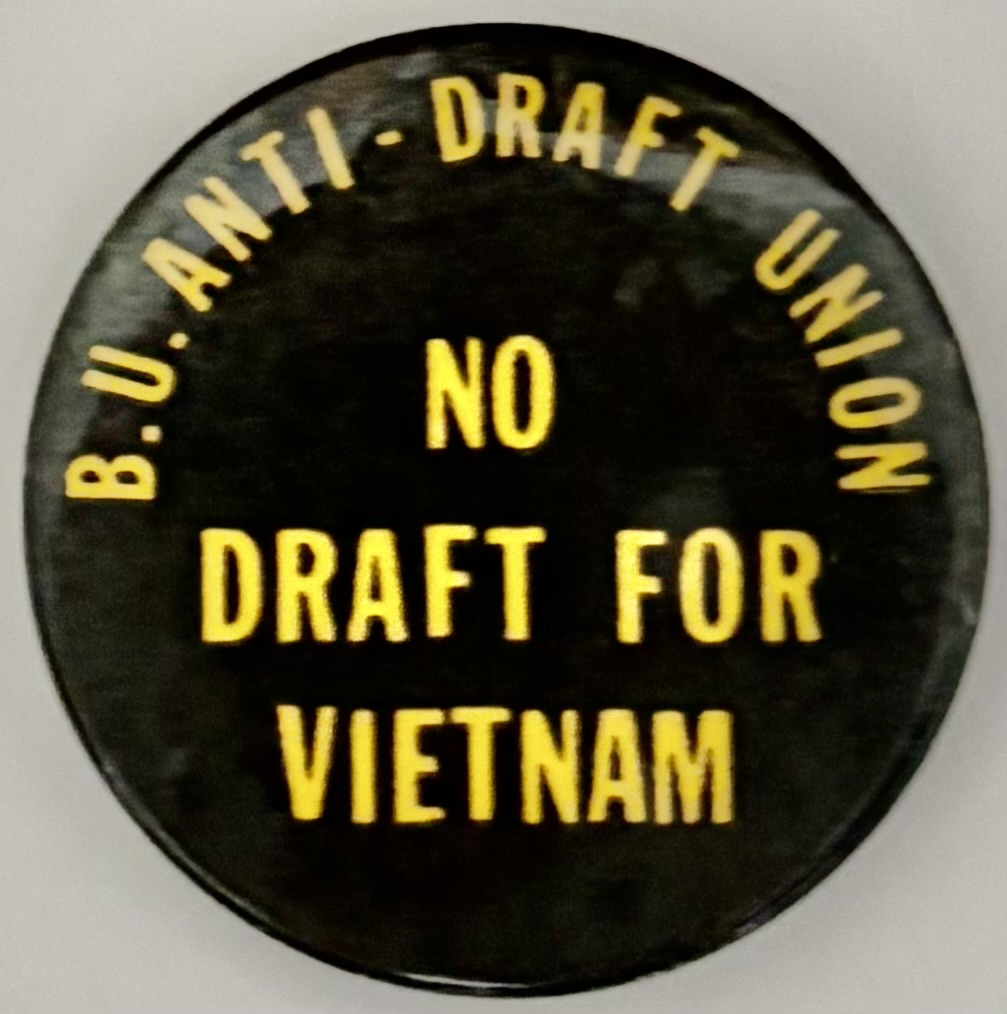 B.U. ANTI-DRAFT UNION
NO
DRAFT FOR
VIETNAM